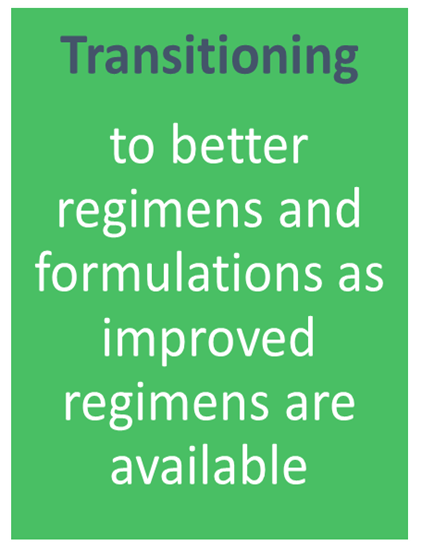 Transitioning
to better
regimens and
formulations as
improved
regimens are
available